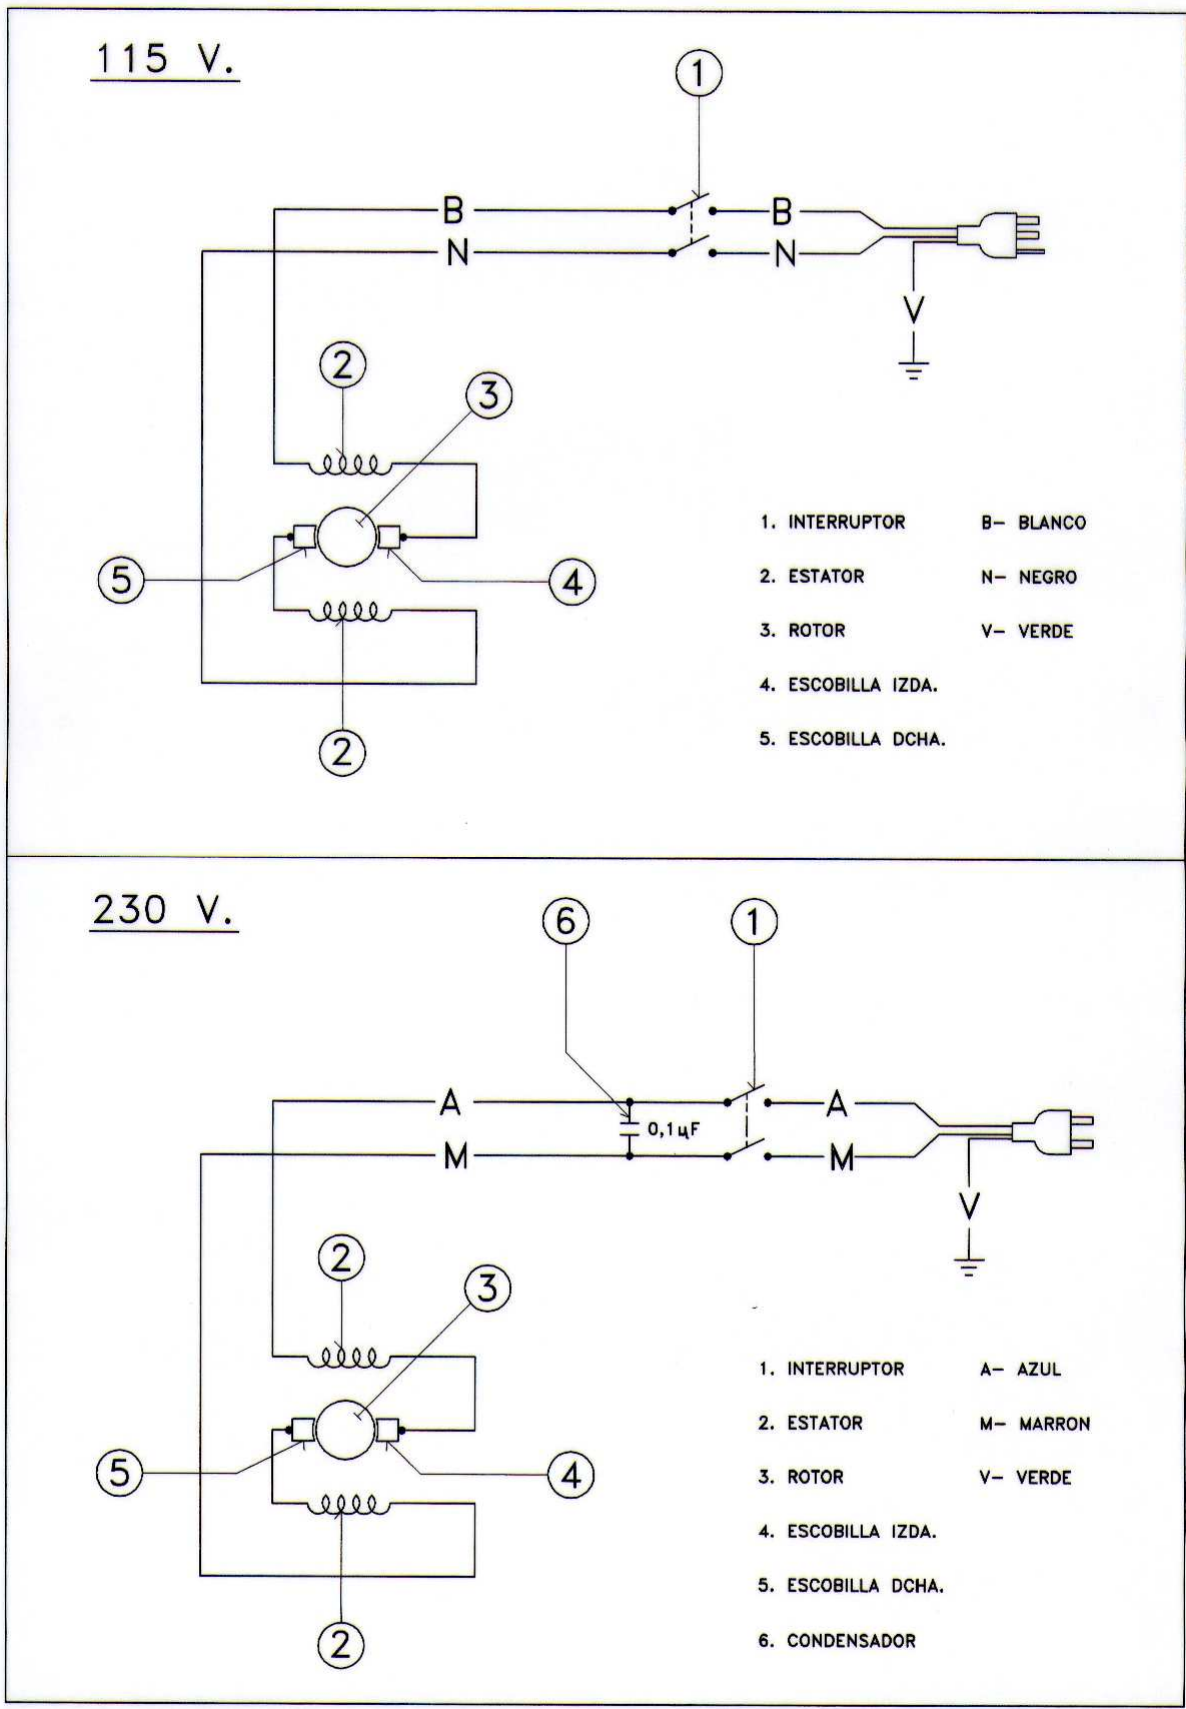 115 V.
1
B
B
N
N
V
2
3
5
4
2
1. INTERRUPTOR B- BLANCO
2. ESTATOR N- NEGRO
3. ROTOR V- VERDE
4. ESCOBILLA IZDA.
5. ESCOBILLA DCHA.
230 V.
6
1
A
A
0,1µF
M
M
V
2
3
5
4
2
1. INTERRUPTOR A- AZUL
2. ESTATOR M- MARRON
3. ROTOR V- VERDE
4. ESCOBILLA IZDA.
5. ESCOBILLA DCHA.
6. CONDENSADOR